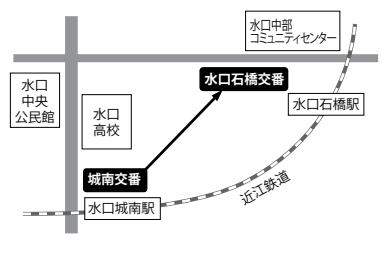 水口中部
コミュニティセンター
水口石橋交番
水口
中央
公民館
水口
高校
水口石橋駅
城南交番
水口城南駅
近江鉄道